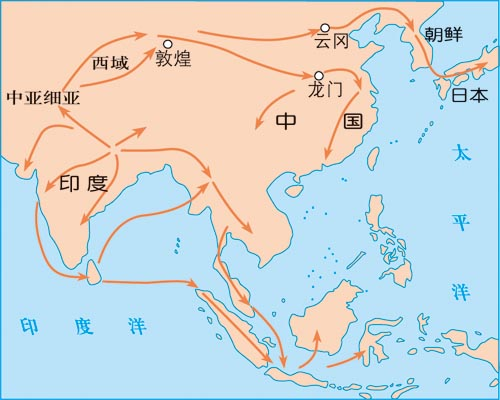 云冈
朝鲜
敦煌
西域
龙门
日本
中亚细亚
中国
印度
太平洋
印度洋